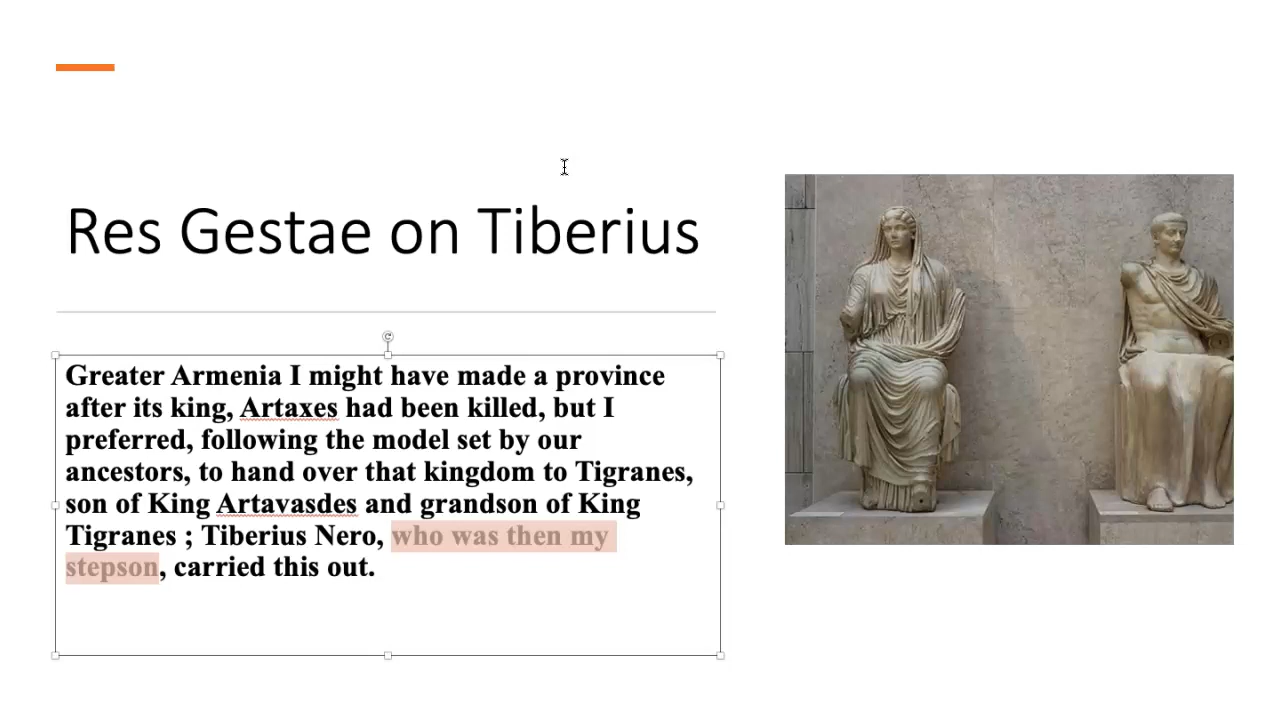 Res Gestae on Tiberius
Greater Armenia I might have made a province
after its king, Artaxes had been killed, but I
preferred, following the model set by our
ancestors, to hand over that kingdom to Tigranes,
son of King Artavasdes and grandson of King
Tigranes ; Tiberius Nero, who was then my
stepson, carried this out.